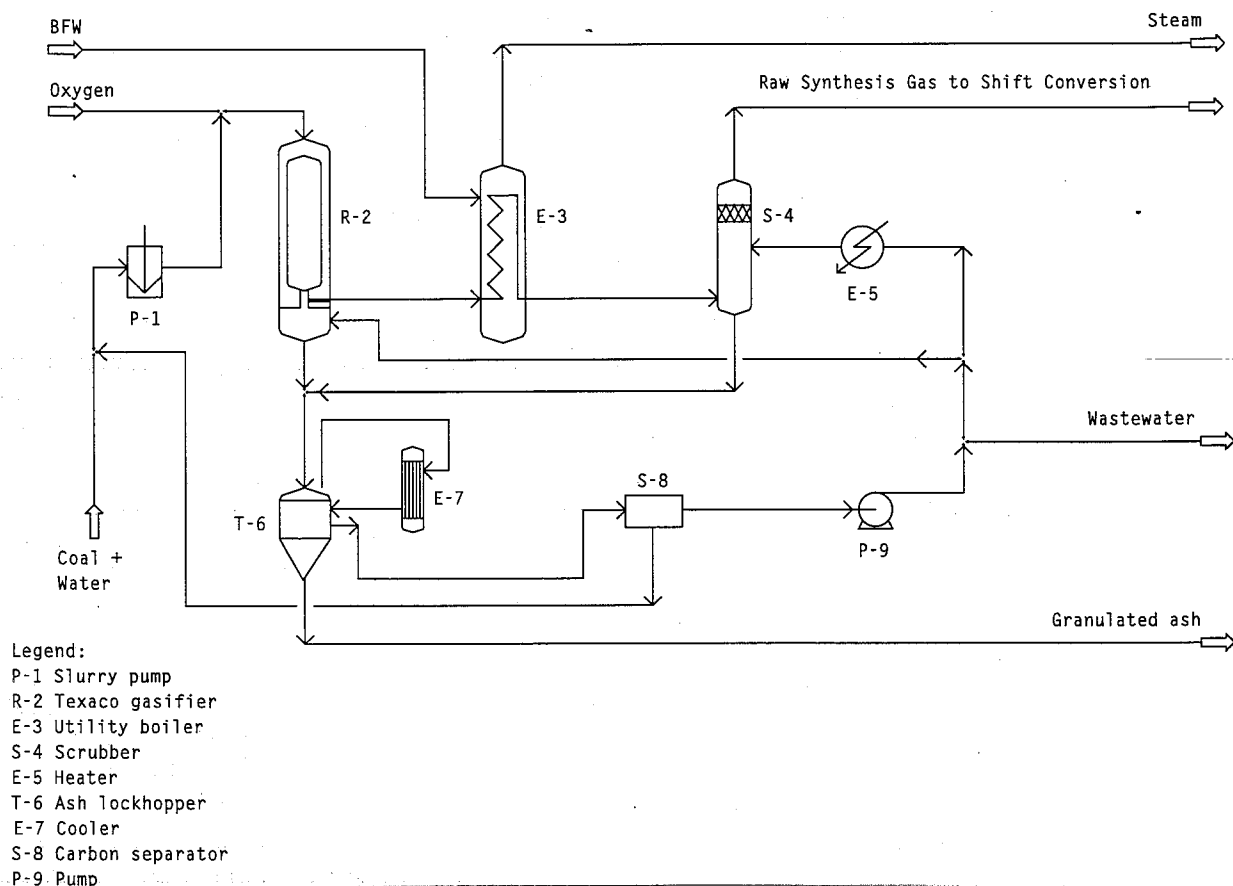 BFW
Steam
Oxygen
Raw Synthesis Gas to Shift Conversion
R-2
E-3
S-4
E-5
P-1
Wastewater
E-7
S-8
T-6
P-9
Coal +
Water
Granulated ash
Legend:
P-1 Slurry pump
R-2 Texaco gasifier
E-3 Utility boiler
S-4 Scrubber
E-5 Heater
T-6 Ash lockhopper
E-7 Cooler
S-8 Carbon separator
P-9 Pump